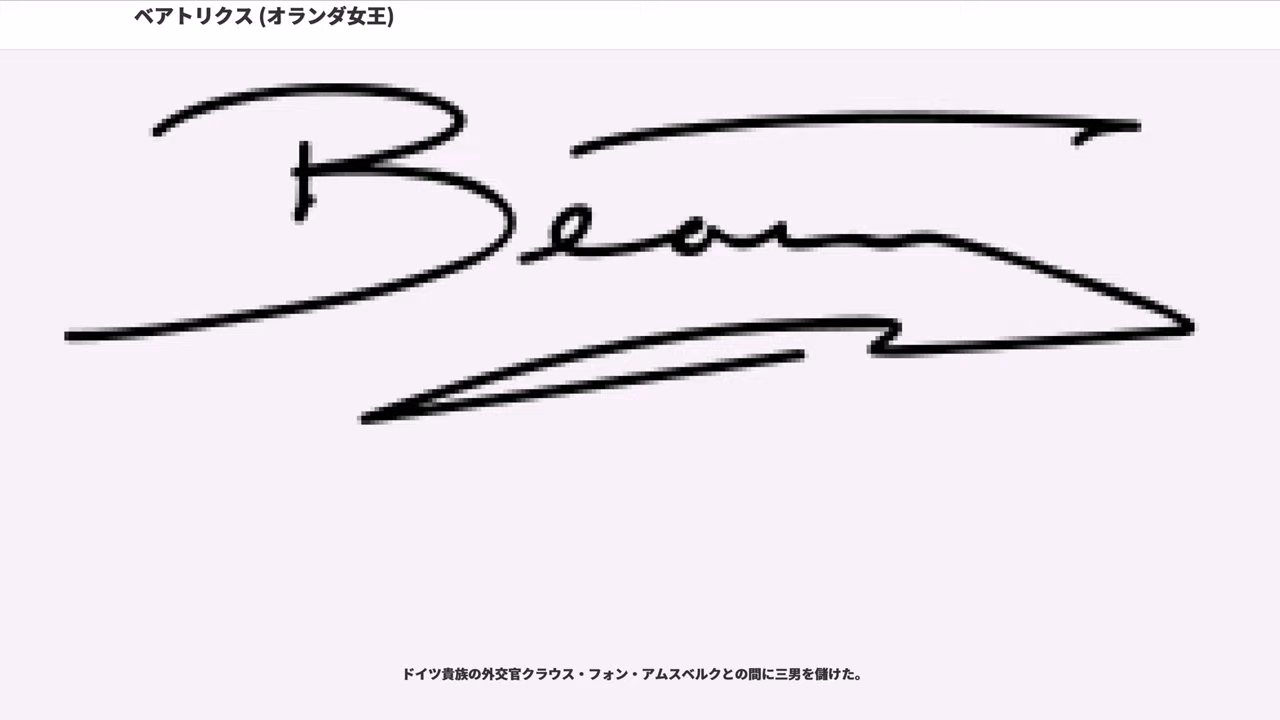 ベアトリクス (オランダ女王)
ドイツ貴族の外交官クラウス・フォン・アムスベルクとの間に三男を儲けた。